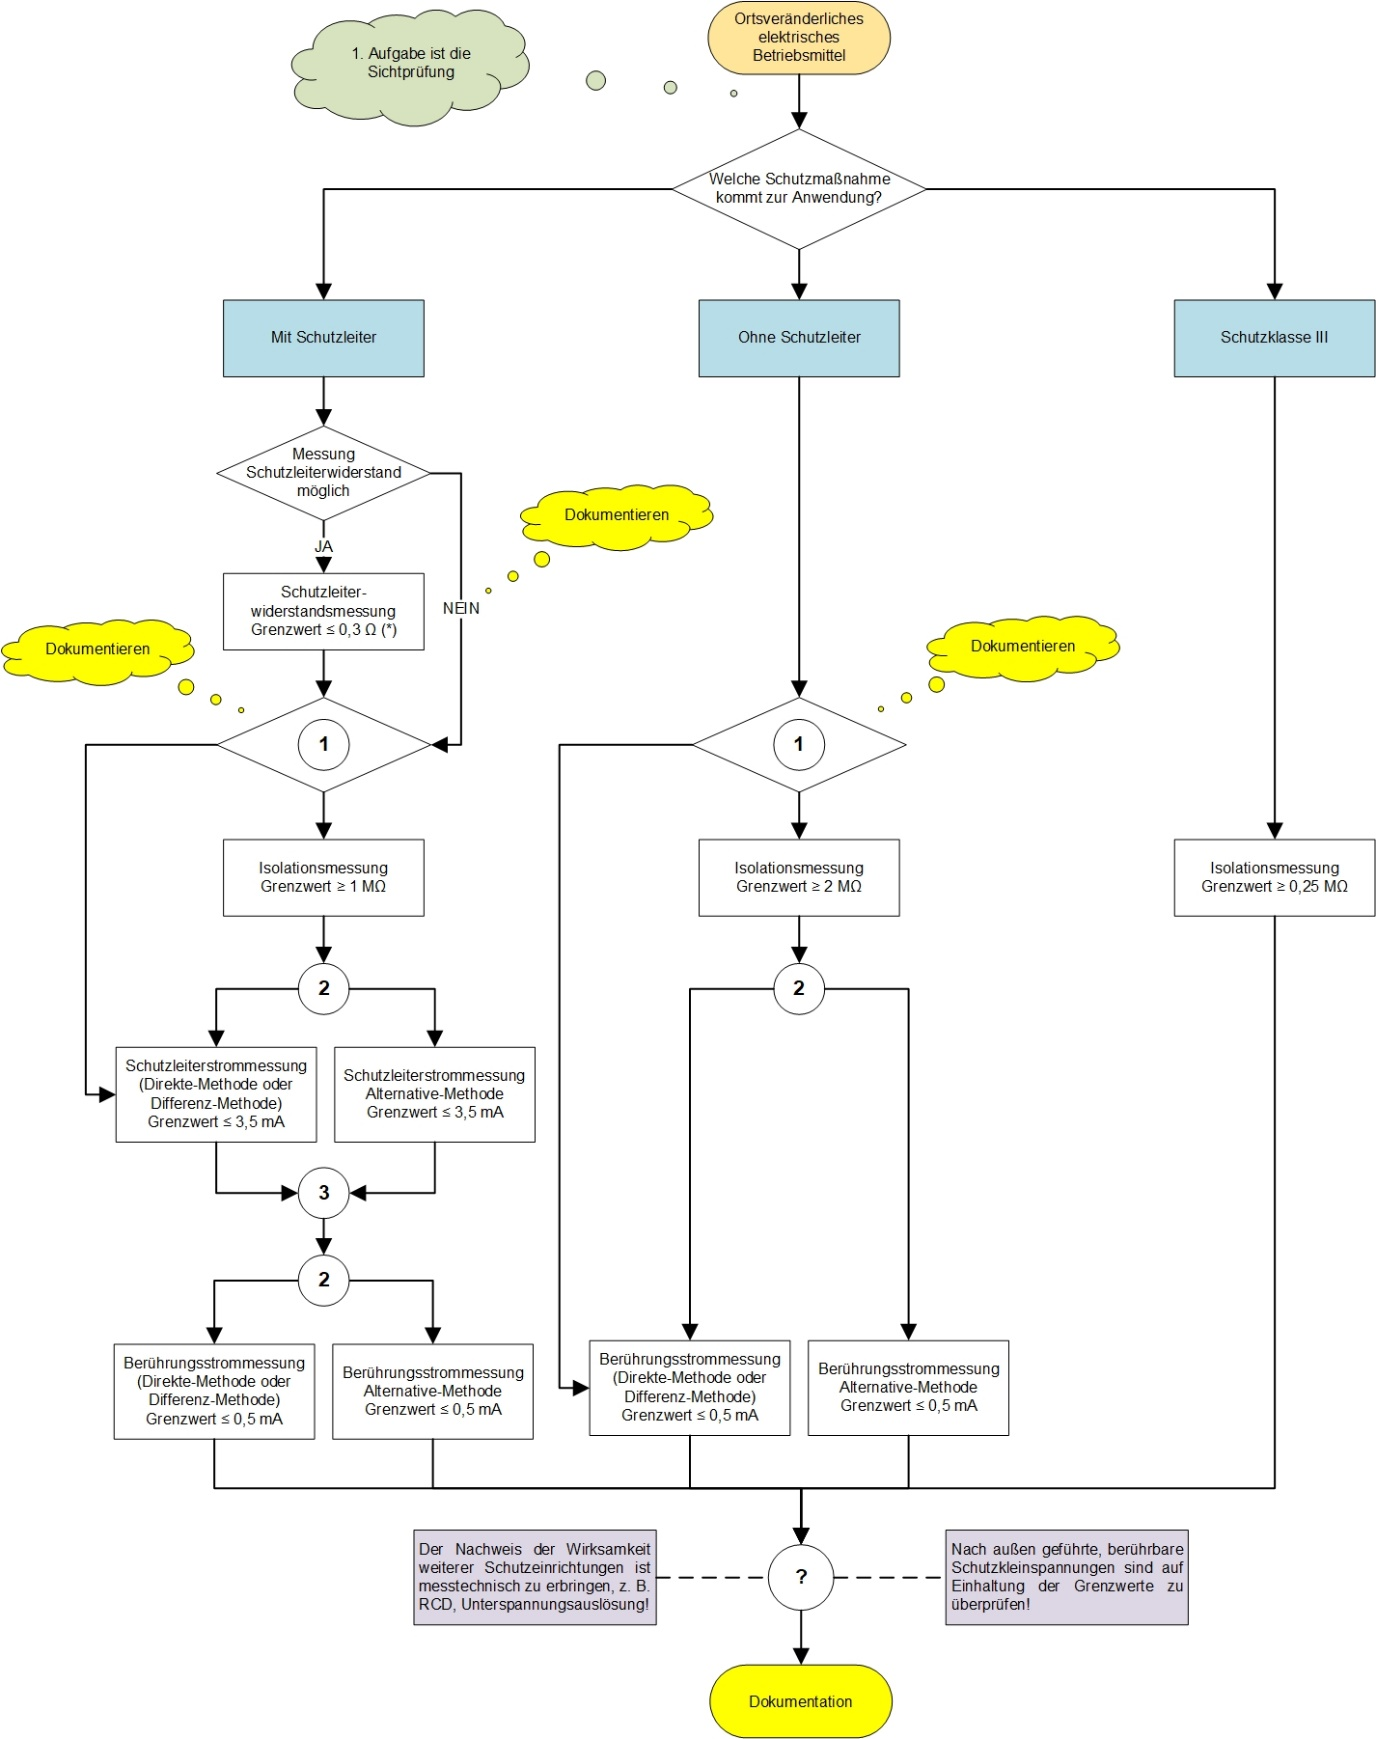 Ortsveränderliches
elektrisches
Betriebsmittel
1. Aufgabe ist die
Sichtprüfung
Welche Schutzmaßnahme
kommt zur Anwendung?
Mit Schutzleiter
Ohne Schutzleiter
Schutzklasse III
Messung
Schutzleiterwiderstand
möglich
Dokumentieren
JA
NEIN
Schutzleiter-
widerstandsmessung
Grenzwert ≤ 0,3 Ω (*)
Dokumentieren
Dokumentieren
1
1
Isolationsmessung
Grenzwert ≥ 1 MΩ
Isolationsmessung
Grenzwert ≥ 2 MΩ
Isolationsmessung
Grenzwert ≥ 0,25 MΩ
2
2
Schutzleiterstrommessung
(Direkte-Methode oder
Differenz-Methode)
Grenzwert ≤ 3,5 mA
Schutzleiterstrommessung
Alternative-Methode
Grenzwert ≤ 3,5 mA
3
2
Berührungsstrommessung
(Direkte-Methode oder
Differenz-Methode)
Grenzwert ≤ 0,5 mA
Berührungsstrommessung
Alternative-Methode
Grenzwert ≤ 0,5 mA
Berührungsstrommessung
(Direkte-Methode oder
Differenz-Methode)
Grenzwert ≤ 0,5 mA
Berührungsstrommessung
Alternative-Methode
Grenzwert ≤ 0,5 mA
Der Nachweis der Wirksamkeit
weiterer Schutzeinrichtungen ist
messtechnisch zu erbringen, z. B.
RCD, Unterspannungsauslösung!
?
Nach außen geführte, berührbare
Schutzkleinspannungen sind auf
Einhaltung der Grenzwerte zu
überprüfen!
Dokumentation